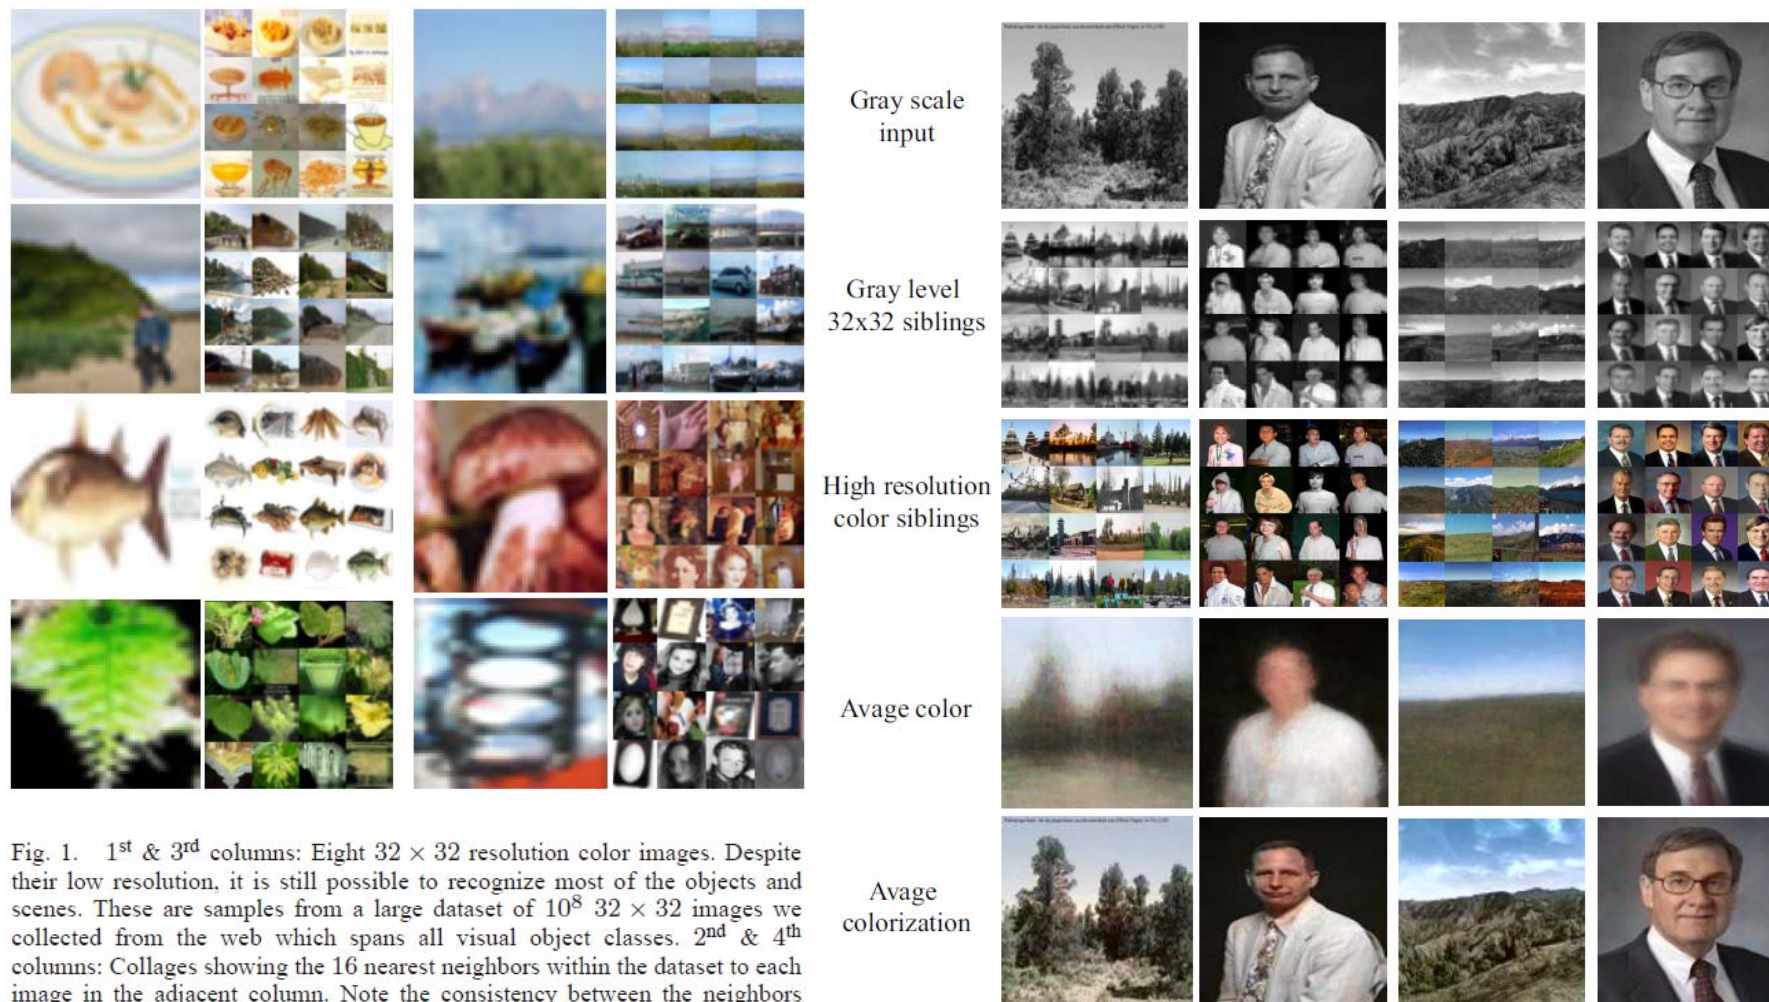 Gray scale
input
Gray level
32x32 siblings
High resolution
color siblings
Avage color
Avage
colorization
Fig. 1. 1st & 3rd columns: Eight 32 × 32 resolution color images. Despite
their low resolution, it is still possible to recognize most of the objects and
scenes. These are samples from a large dataset of 10⁸ 32 × 32 images we
collected from the web which spans all visual object classes. 2nd & 4th
columns: Collages showing the 16 nearest neighbors within the dataset to each
image in the adjacent column. Note the consistency between the neighbors